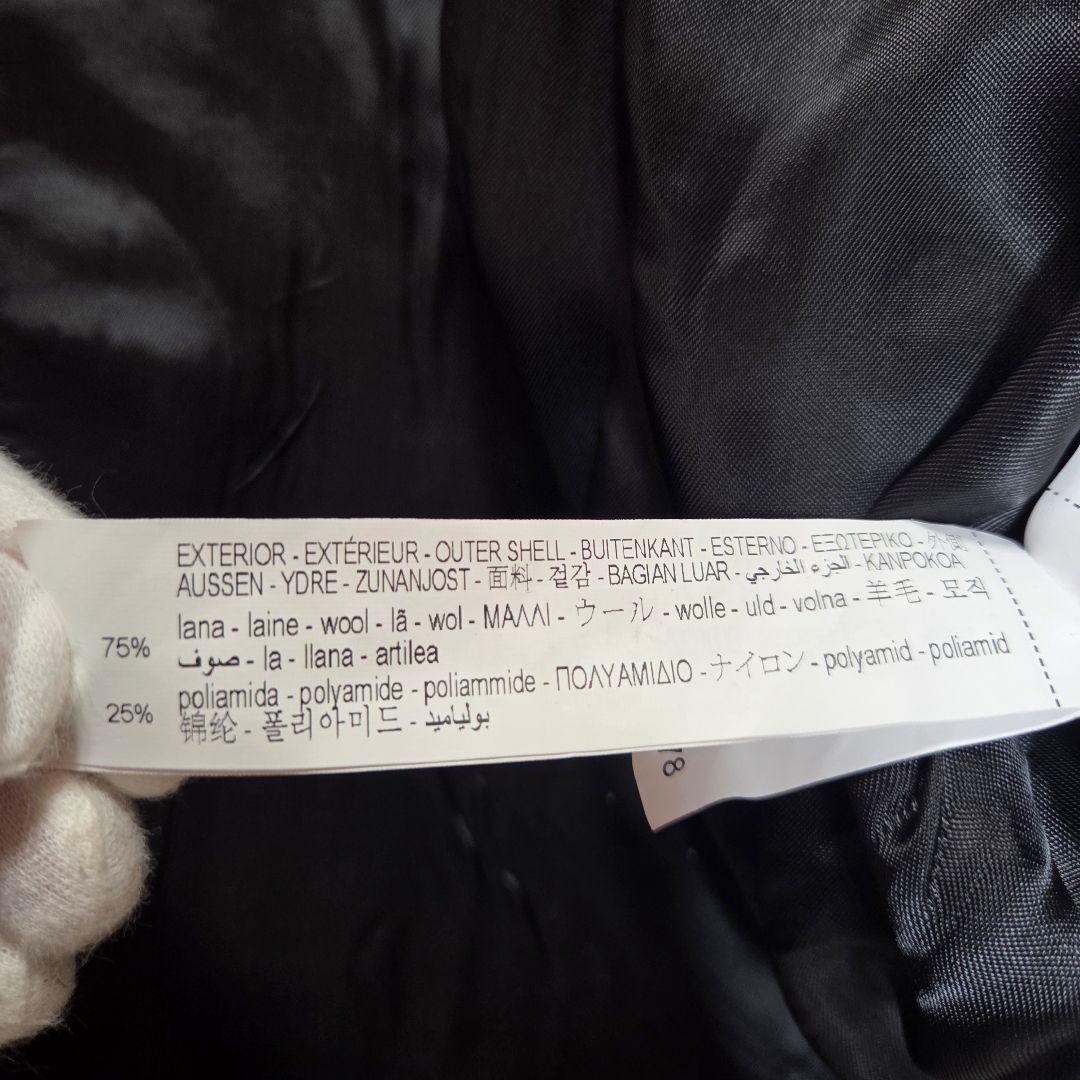 EXTERIOR - EXTÉRIEUR - OUTER SHELL - BUITENKANT - ESTERNO - ΕΞΩΤΕΡΙΚΟ - 外側
AUSSEN - YDRE - ZUNANJOST - 面料 - 겉감 - BAGIAN LUAR - الجزء الخارجي - KANPOKOA
75% lana - laine - wool - lã - wol - ΜΑΛΛΙ - ウール - wolle - uld - volna - 羊毛 - 모직
صوف - la - llana - artilea
25% poliamida - polyamide - poliammide - ΠΟΛΥΑΜΙΔΙΟ - ナイロン - polyamid - poliamid
锦纶 - 폴리아미드 - بولياميد